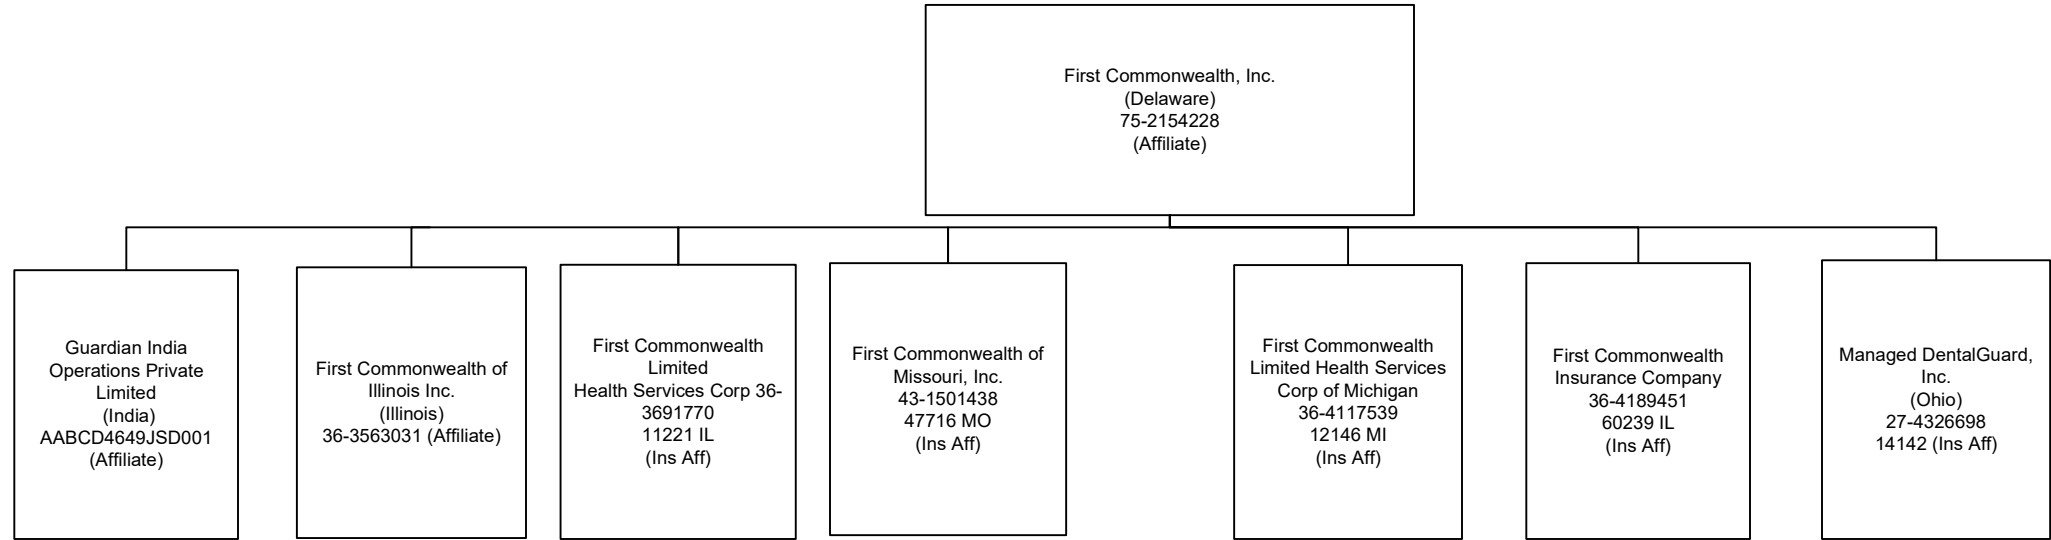 First Commonwealth, Inc.
(Delaware)
75-2154228
(Affiliate)
Guardian India
Operations Private
Limited
(India)
AABCD4649JSD001
(Affiliate)
First Commonwealth of
Illinois Inc.
(Illinois)
36-3563031 (Affiliate)
First Commonwealth
Limited
Health Services Corp 36-
3691770
11221 IL
(Ins Aff)
First Commonwealth of
Missouri, Inc.
43-1501438
47716 MO
(Ins Aff)
First Commonwealth
Limited Health Services
Corp of Michigan
36-4117539
12146 MI
(Ins Aff)
First Commonwealth
Insurance Company
36-4189451
60239 IL
(Ins Aff)
Managed DentalGuard,
Inc.
(Ohio)
27-4326698
14142 (Ins Aff)